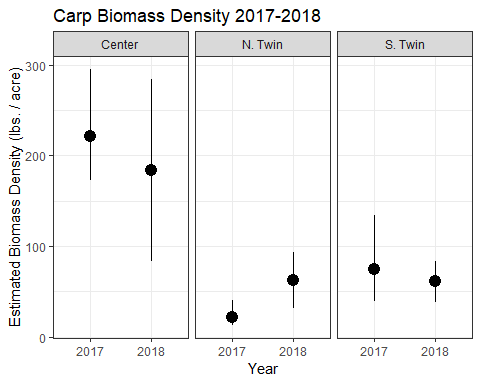 Carp Biomass Density 2017-2018
Center
N. Twin
S. Twin
Estimated Biomass Density (lbs. / acre)
300
200
100
0
2017
2018
2017
2018
2017
2018
Year